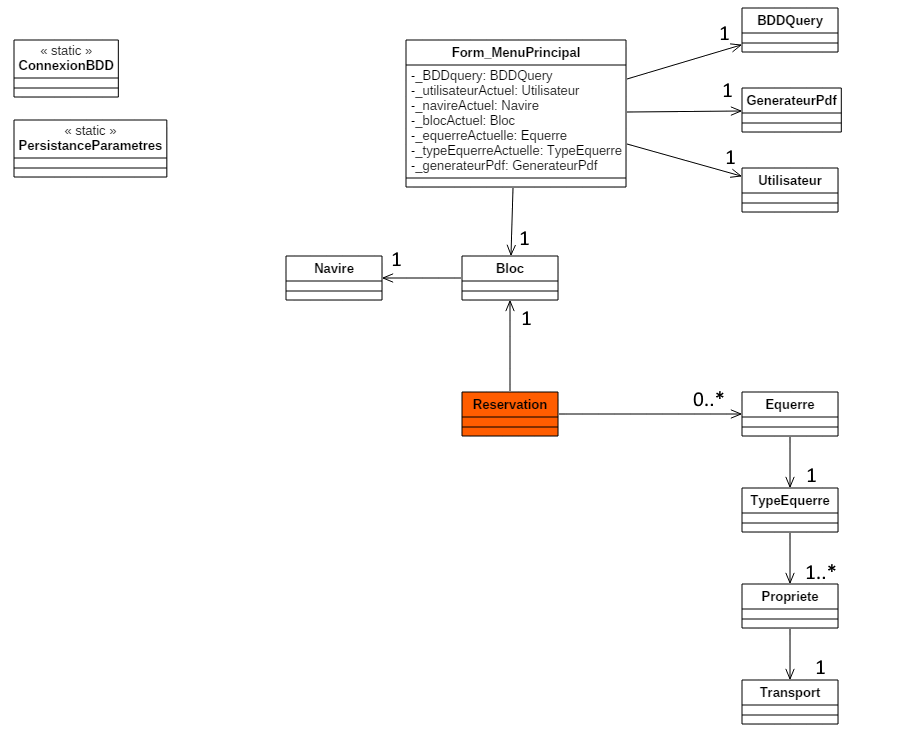 « static »
ConnexionBDD
« static »
PersistanceParametres
Form_MenuPrincipal
-_BDDquery: BDDQuery
-_utilisateurActuel: Utilisateur
-_navireActuel: Navire
-_blocActuel: Bloc
-_equerreActuelle: Equerre
-_typeEquerreActuelle: TypeEquerre
-_generateurPdf: GenerateurPdf
1
BDDQuery
1
GenerateurPdf
1
Utilisateur
1
Navire
1
Bloc
1
Reservation
0..*
Equerre
1
TypeEquerre
1..*
Propriete
1
Transport